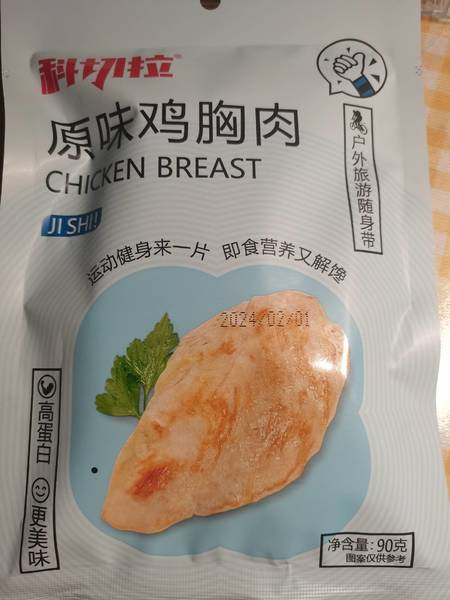 科切拉®
原味鸡胸肉
CHICKEN BREAST
JI SHI!
户外旅游随身带
运动健身来一片 即食营养又解馋
2024/02/01
高蛋白
更美味
净含量:90克
图案仅供参考